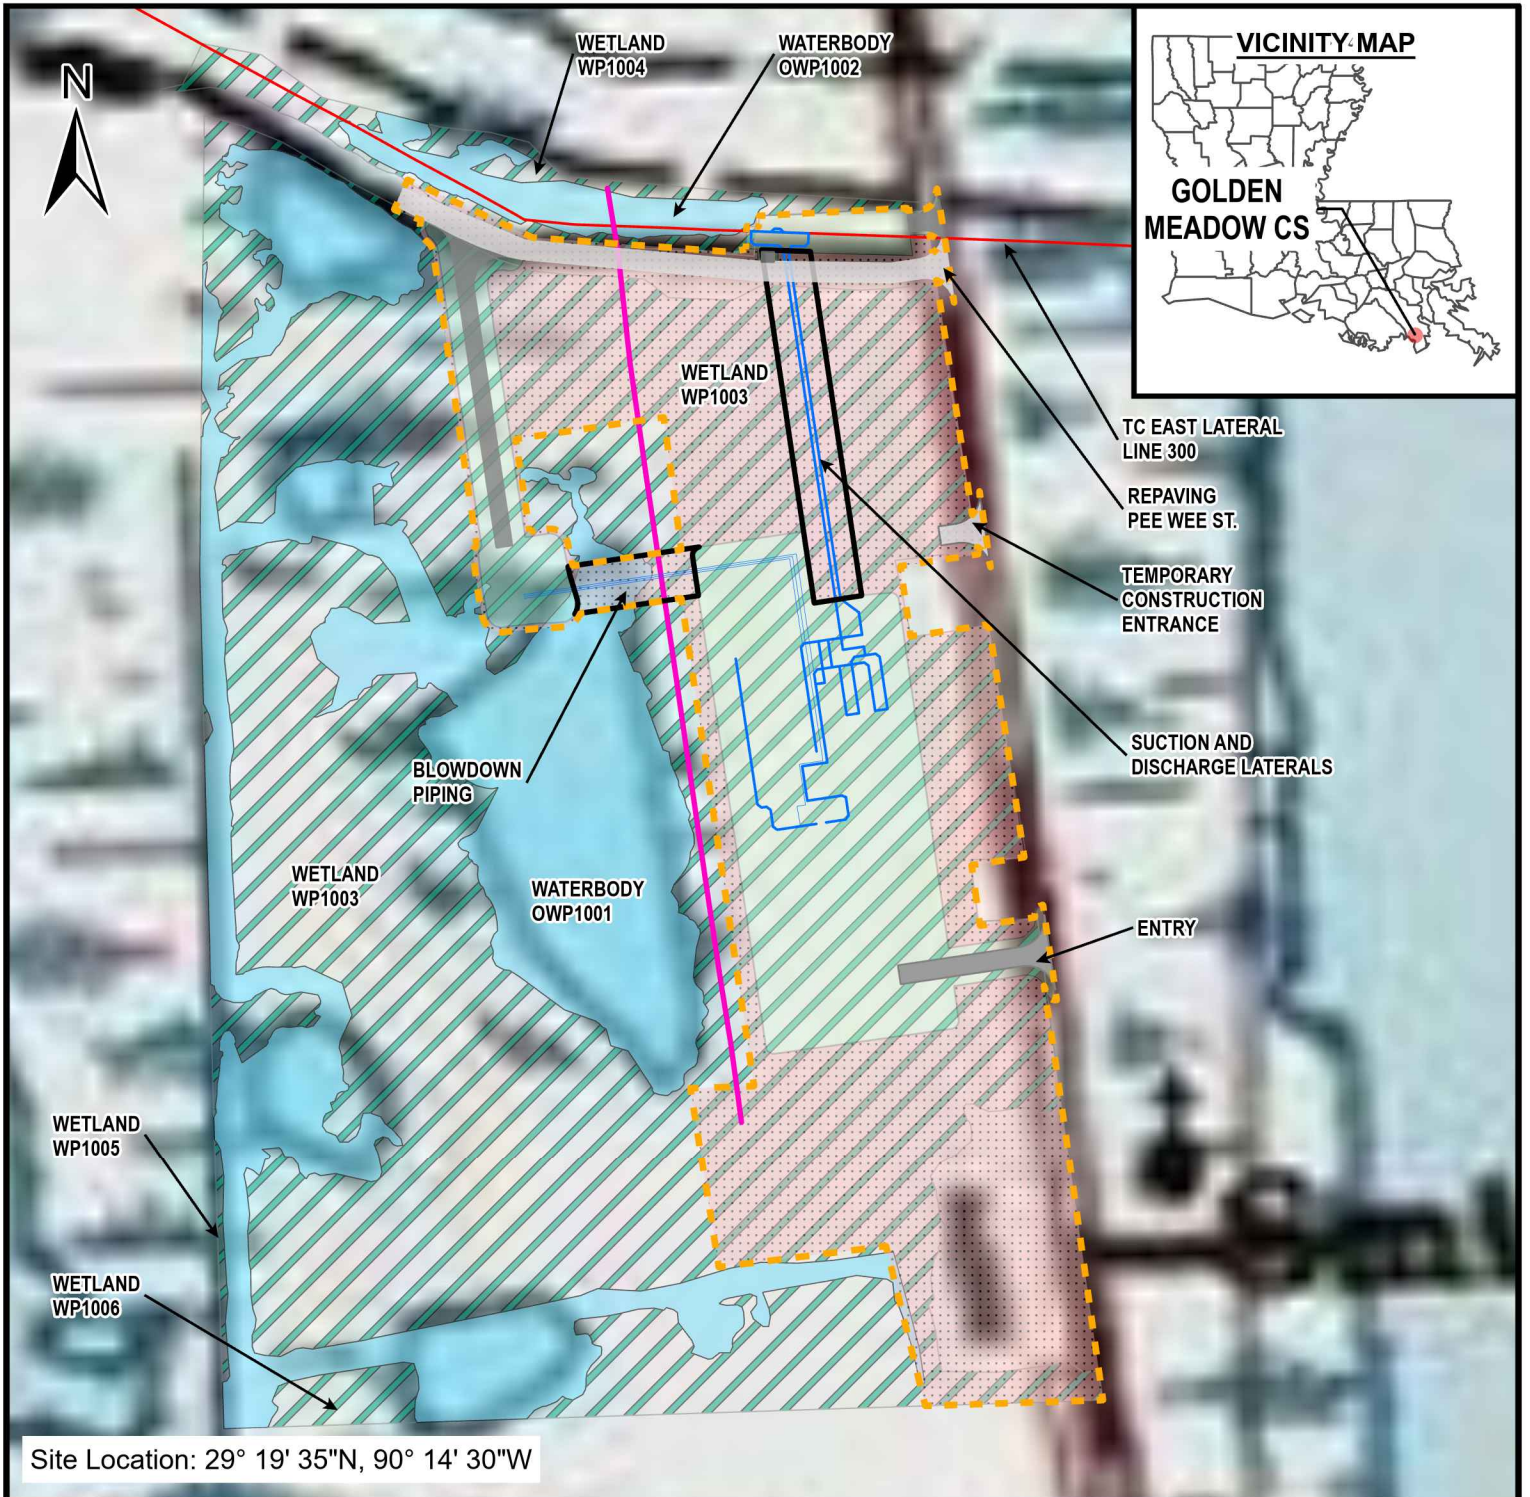 N
WETLAND
WP1004
WATERBODY
OWP1002
VICINITY MAP
GOLDEN
MEADOW CS
WETLAND
WP1003
TC EAST LATERAL
LINE 300
REPAVING
PEE WEE ST.
TEMPORARY
CONSTRUCTION
ENTRANCE
SUCTION AND
DISCHARGE LATERALS
BLOWDOWN
PIPING
WETLAND
WP1003
WATERBODY
OWP1001
ENTRY
WETLAND
WP1005
WETLAND
WP1006
Site Location: 29° 19' 35"N, 90° 14' 30"W